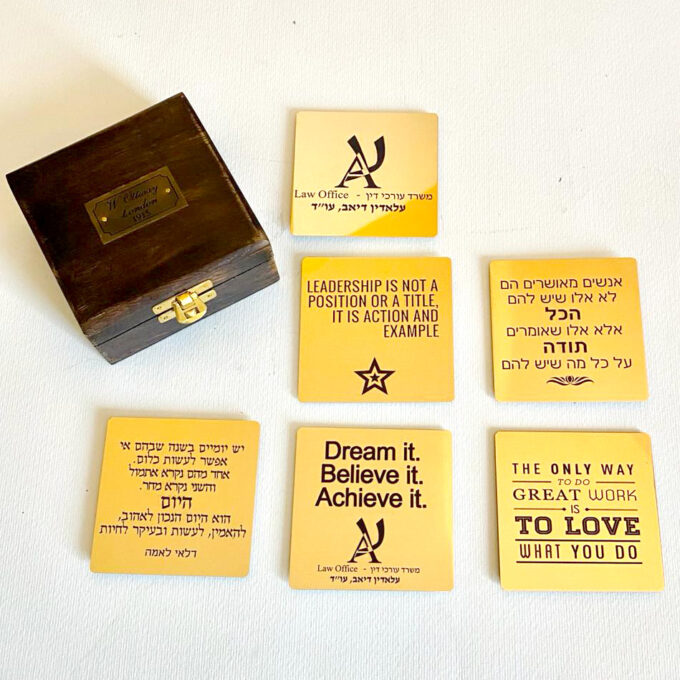 W. Ottway
London
1915
Law Office - משרד עורכי דין
עלאדין דיאב, עו"ד
LEADERSHIP IS NOT A
POSITION OR A TITLE,
IT IS ACTION AND
EXAMPLE
אנשים מאושרים הם
לא אלו שיש להם
הכל
אלא אלו שאומרים
תודה
על כל מה שיש להם
יש יומיים בשנה שבהם אי
אפשר לעשות כלום.
אחד מהם נקרא אתמול
והשני נקרא מחר.
היום
הוא היום הנכון לאהוב,
להאמין, לעשות ובעיקר לחיות
דלאי לאמה
Dream it.
Believe it.
Achieve it.
Law Office - משרד עורכי דין
עלאדין דיאב, עו"ד
THE ONLY WAY
TO DO
GREAT WORK
IS
TO LOVE
WHAT YOU DO